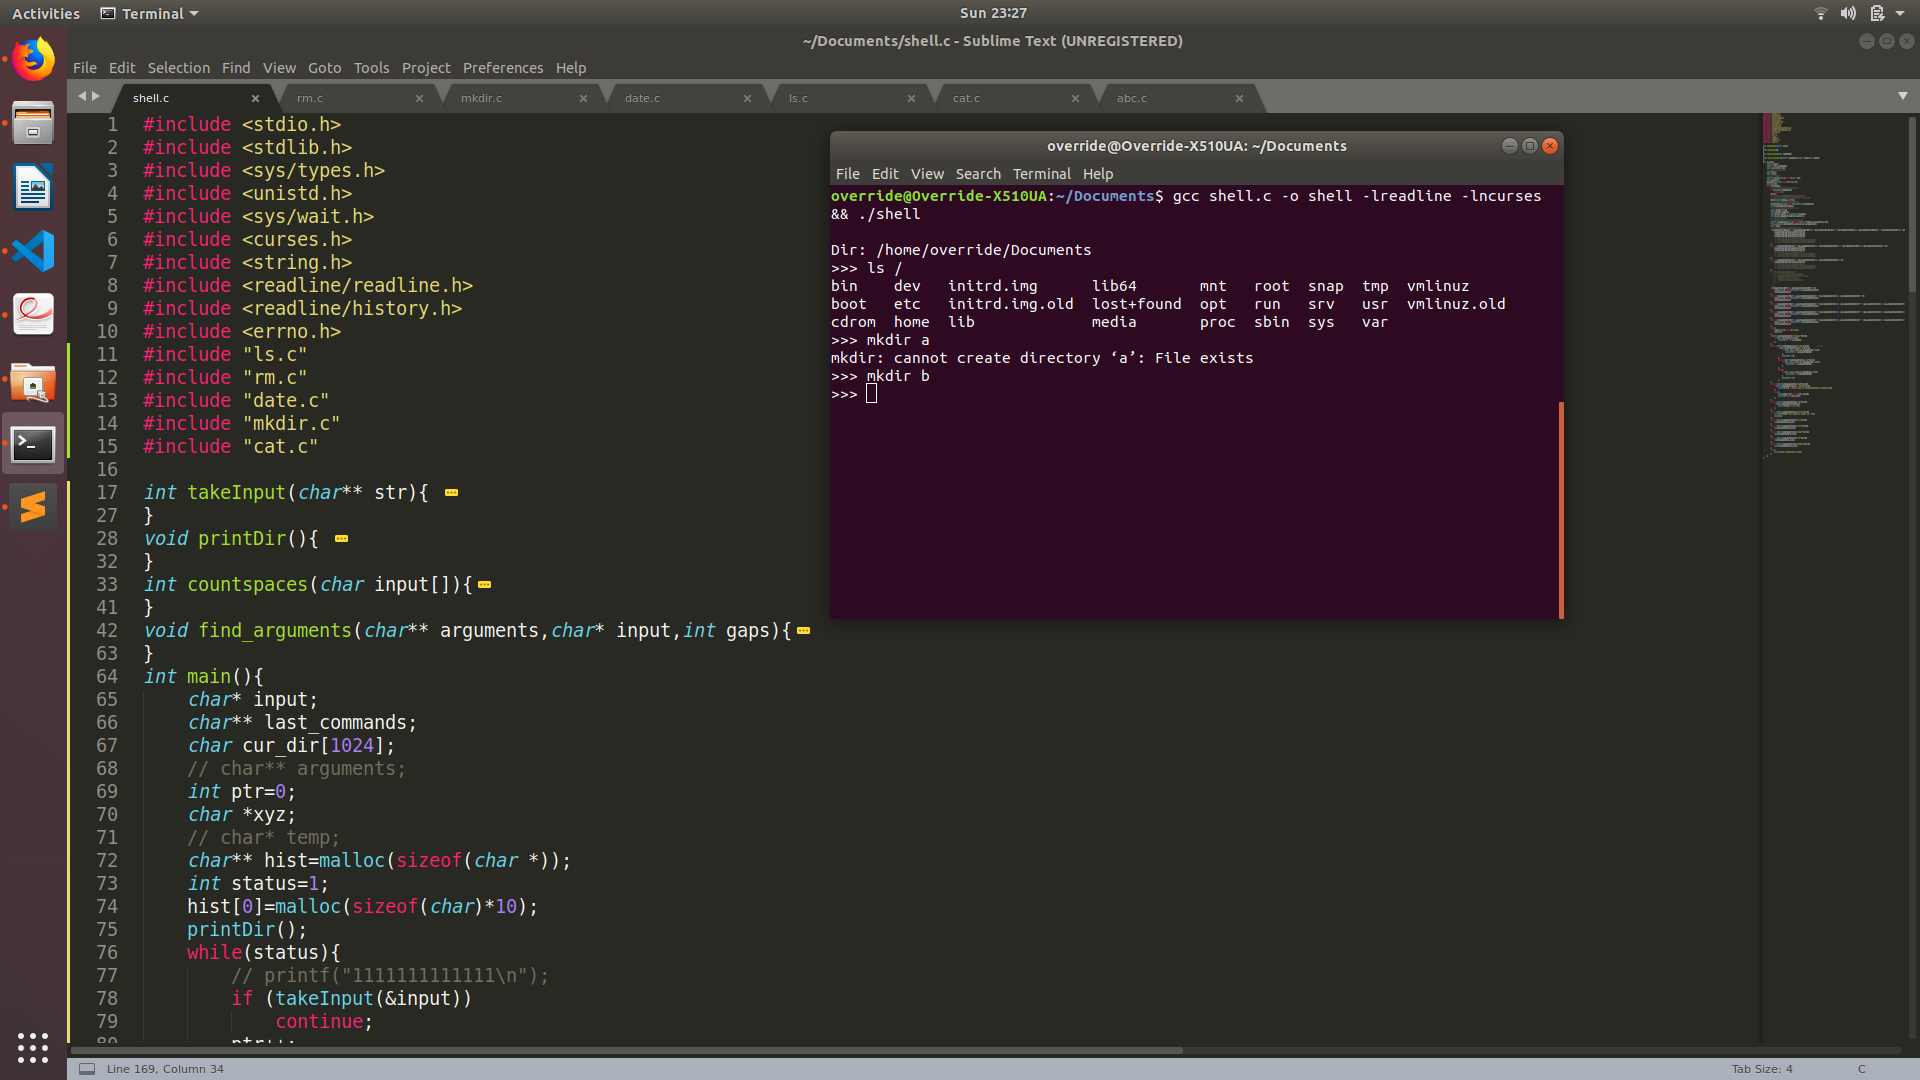 Activities Terminal Sun 23:27
~/Documents/shell.c - Sublime Text (UNREGISTERED)
File Edit Selection Find View Goto Tools Project Preferences Help
shell.c rm.c mkdir.c date.c ls.c cat.c abc.c
1 #include <stdio.h>
2 #include <stdlib.h>
3 #include <sys/types.h>
4 #include <unistd.h>
5 #include <sys/wait.h>
6 #include <curses.h>
7 #include <string.h>
8 #include <readline/readline.h>
9 #include <readline/history.h>
10 #include <errno.h>
11 #include "ls.c"
12 #include "rm.c"
13 #include "date.c"
14 #include "mkdir.c"
15 #include "cat.c"
16
17 int takeInput(char** str){
27 }
28 void printDir(){
32 }
33 int countspaces(char input[]){
41 }
42 void find_arguments(char** arguments,char* input,int gaps){
63 }
64 int main(){
65 char* input;
66 char** last_commands;
67 char cur_dir[1024];
68 // char** arguments;
69 int ptr=0;
70 char *xyz;
71 // char* temp;
72 char** hist=malloc(sizeof(char *));
73 int status=1;
74 hist[0]=malloc(sizeof(char)*10);
75 printDir();
76 while(status){
77 // printf("1111111111111\n");
78 if (takeInput(&input))
79 continue;
80 ptr++;
override@Override-X510UA: ~/Documents
File Edit View Search Terminal Help
override@Override-X510UA:~/Documents$ gcc shell.c -o shell -lreadline -lncurses
&& ./shell
Dir: /home/override/Documents
>>> ls /
bin dev initrd.img lib64 mnt root snap tmp vmlinuz
boot etc initrd.img.old lost+found opt run srv usr vmlinuz.old
cdrom home lib media proc sbin sys var
>>> mkdir a
mkdir: cannot create directory ‘a’: File exists
>>> mkdir b
>>>
Line 169, Column 34 Tab Size: 4 C